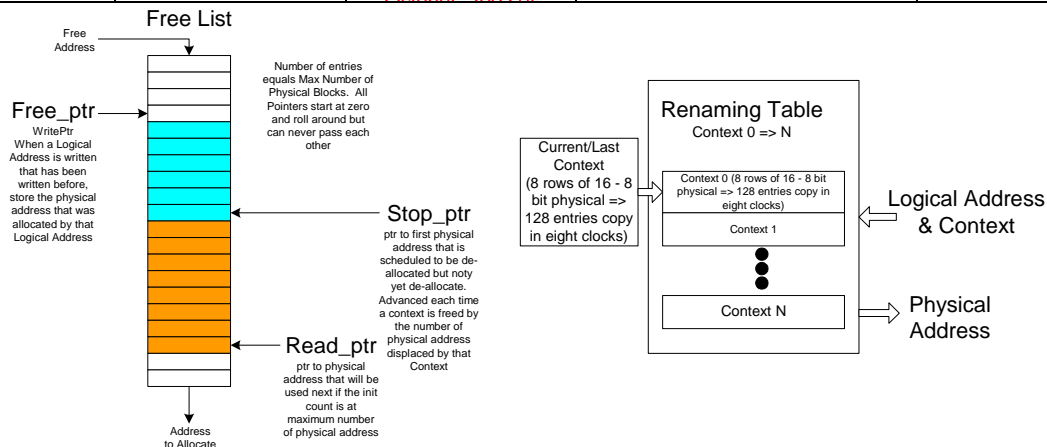 Free List
Free
Address
Number of entries
equals Max Number of
Physical Blocks.  All
Pointers start at zero
and roll around but
can never pass each
other
Free_ptr
WritePtr
When a Logical
Address is written
that has been
written before,
store the physical
address that was
allocated by that
Logical Address
Stop_ptr
ptr to first physical
address that is
scheduled to be de-
allocated but noty
yet de-allocate.
Advanced each time
a context is freed by
the number of
physical address
displaced by that
Context
Read_ptr
ptr to physical
address that will be
used next if the init
count is at
maximum number
of physical address
Address
to Allocate
Renaming Table
Context 0 => N
Current/Last
Context
(8 rows of 16 - 8
bit physical =>
128 entries copy
in eight clocks)
Context 0 (8 rows of 16 - 8 bit
physical => 128 entries copy in
eight clocks)
Context 1
Context N
Logical Address
& Context
Physical
Address